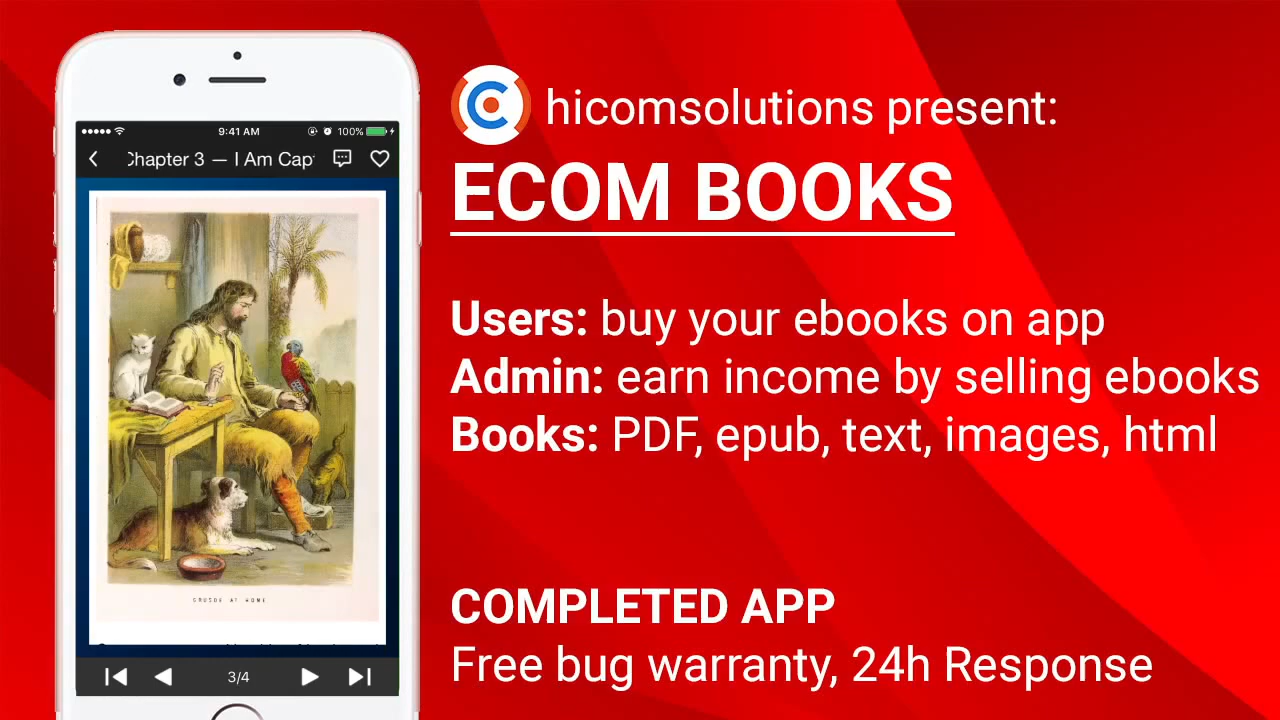 hicomsolutions present:
ECOM BOOKS
Users: buy your ebooks on app
Admin: earn income by selling ebooks
Books: PDF, epub, text, images, html
COMPLETED APP
Free bug warranty, 24h Response
9:41 AM
100%
Chapter 3 — I Am Cap
CRUSOE AT HOME
3/4